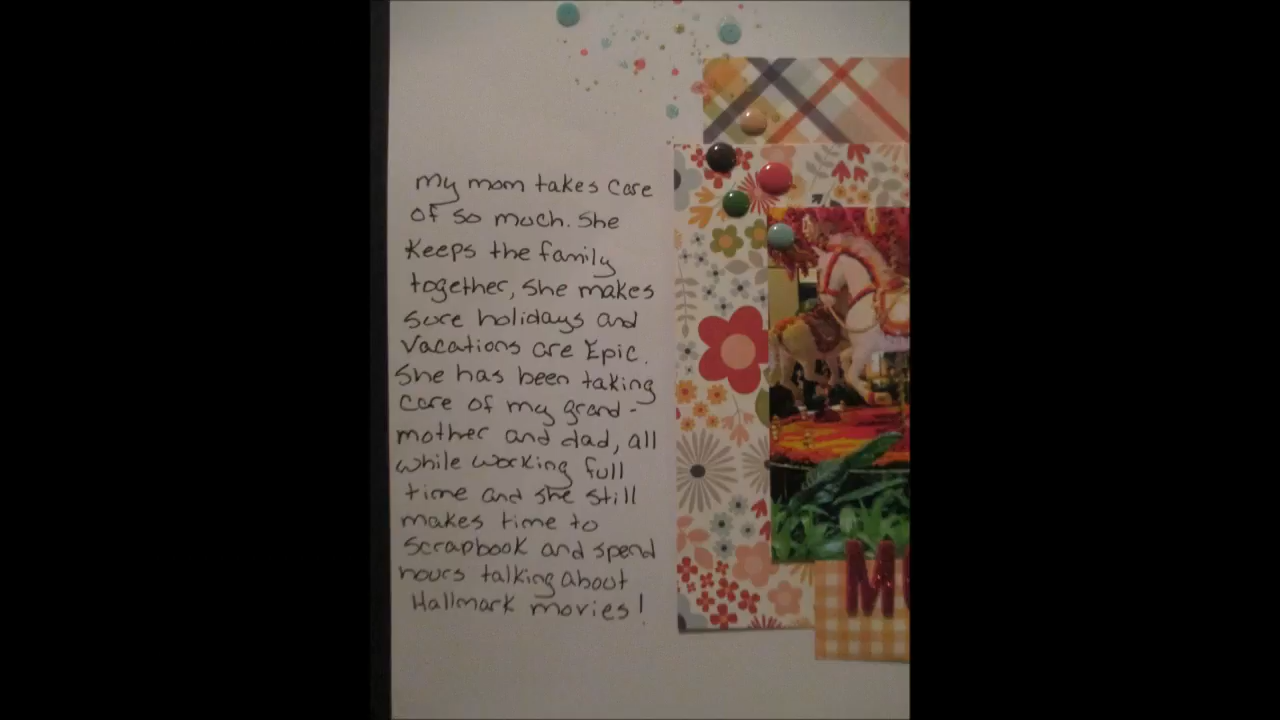 My mom takes care
of so much. She
keeps the family
together, she makes
sure holidays and
vacations are Epic.
She has been taking
care of my grand-
mother and dad, all
while working full
time and she still
makes time to
scrapbook and spend
hours talking about
Hallmark movies!
M